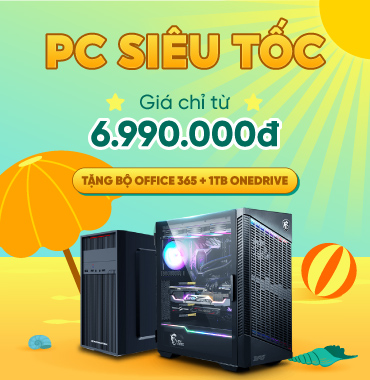 PC SIÊU TỐC
Giá chỉ từ
6.990.000đ
TẶNG BỘ OFFICE 365 + 1TB ONEDRIVE